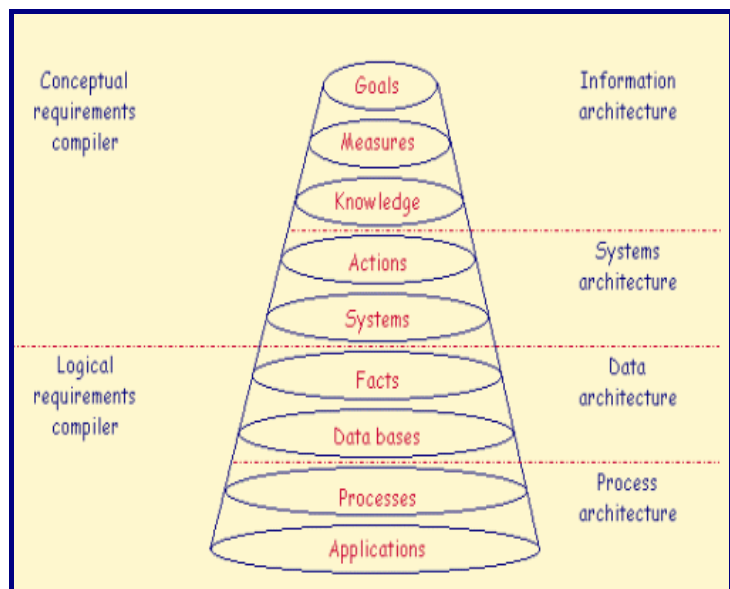 Conceptual
requirements
compiler
Goals
Measures
Knowledge
Information
architecture
Actions
Systems
Systems
architecture
Logical
requirements
compiler
Facts
Data bases
Data
architecture
Processes
Applications
Process
architecture